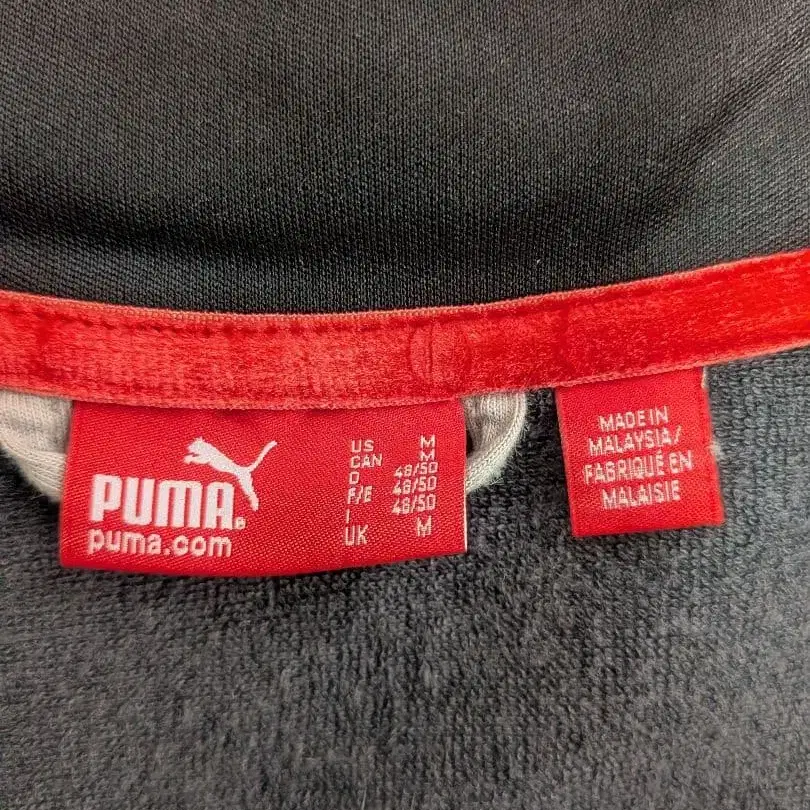 PUMA®
puma.com
US M
CAN M
D 48/50
F/E 48/50
I 48/50
UK M
MADE IN
MALAYSIA/
FABRIQUÉ EN
MALAISIE